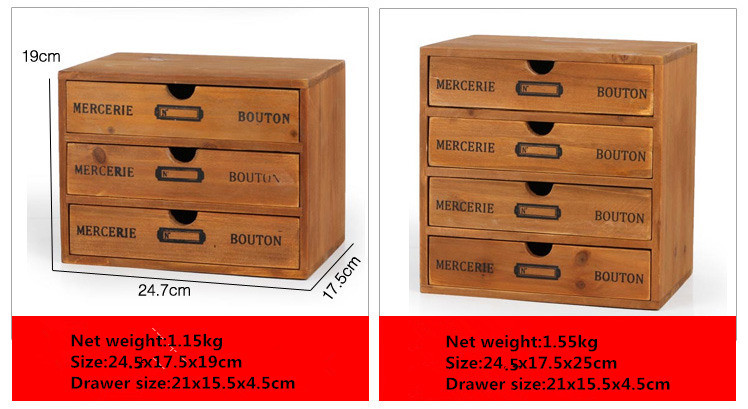 19cm
MERCERIE N° BOUTON
MERCERIE N° BOUTON
MERCERIE N° BOUTON
24.7cm
17.5cm
Net weight:1.15kg
Size:24.5x17.5x19cm
Drawer size:21x15.5x4.5cm
MERCERIE N° BOUTON
MERCERIE N° BOUTON
MERCERIE N° BOUTON
MERCERIE N° BOUTON
Net weight:1.55kg
Size:24.5x17.5x25cm
Drawer size:21x15.5x4.5cm